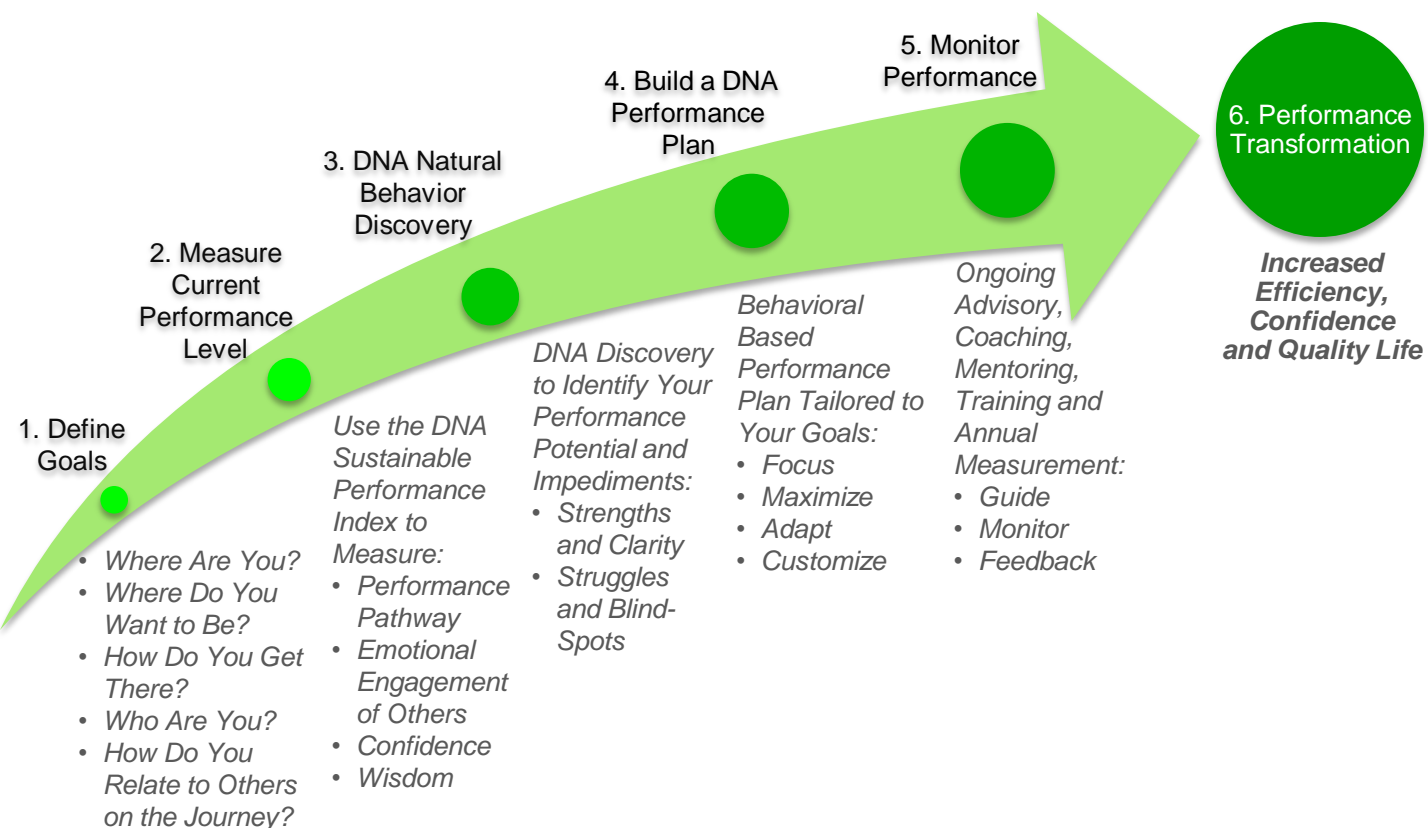 1. Define
Goals
• Where Are You?
• Where Do You
Want to Be?
• How Do You Get
There?
• Who Are You?
• How Do You
Relate to Others
on the Journey?
2. Measure
Current
Performance
Level
Use the DNA
Sustainable
Performance
Index to
Measure:
• Performance
Pathway
• Emotional
Engagement
of Others
• Confidence
• Wisdom
3. DNA Natural
Behavior
Discovery
DNA Discovery
to Identify Your
Performance
Potential and
Impediments:
• Strengths
and Clarity
• Struggles
and Blind-
Spots
4. Build a DNA
Performance
Plan
Behavioral
Based
Performance
Plan Tailored to
Your Goals:
• Focus
• Maximize
• Adapt
• Customize
5. Monitor
Performance
Ongoing
Advisory,
Coaching,
Mentoring,
Training and
Annual
Measurement:
• Guide
• Monitor
• Feedback
6. Performance
Transformation
Increased
Efficiency,
Confidence
and Quality Life